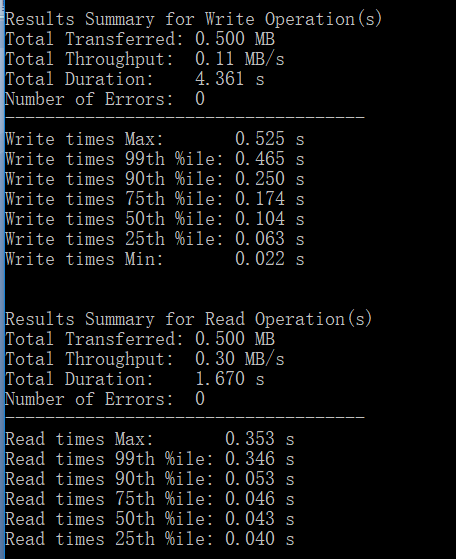 Results Summary for Write Operation(s)
Total Transferred: 0.500 MB
Total Throughput:  0.11 MB/s
Total Duration:    4.361 s
Number of Errors:  0
------------------------------------
Write times Max:       0.525 s
Write times 99th %ile: 0.465 s
Write times 90th %ile: 0.250 s
Write times 75th %ile: 0.174 s
Write times 50th %ile: 0.104 s
Write times 25th %ile: 0.063 s
Write times Min:       0.022 s
Results Summary for Read Operation(s)
Total Transferred: 0.500 MB
Total Throughput:  0.30 MB/s
Total Duration:    1.670 s
Number of Errors:  0
------------------------------------
Read times Max:       0.353 s
Read times 99th %ile: 0.346 s
Read times 90th %ile: 0.053 s
Read times 75th %ile: 0.046 s
Read times 50th %ile: 0.043 s
Read times 25th %ile: 0.040 s